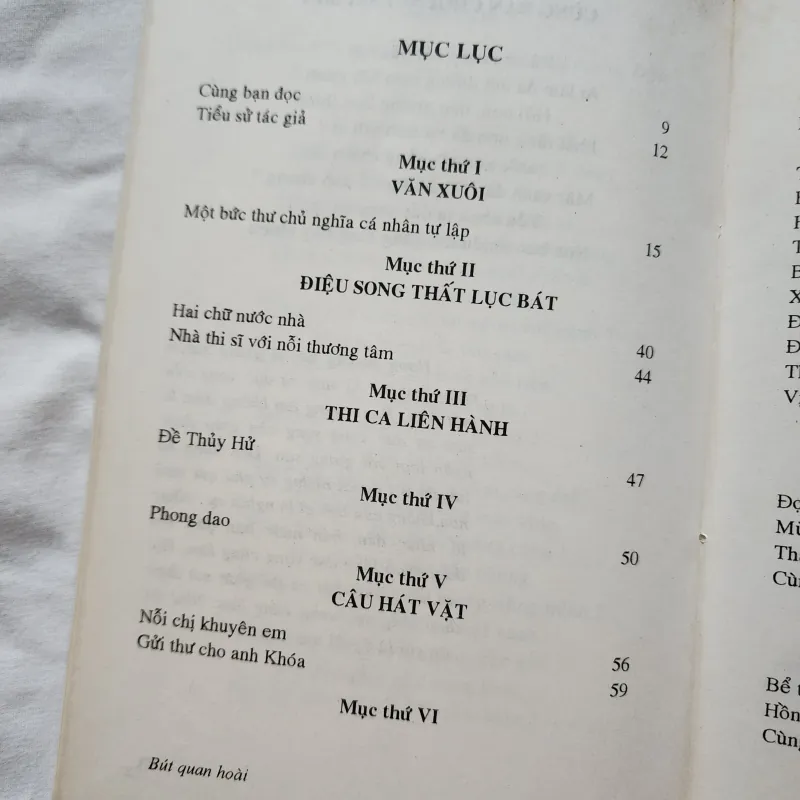 MỤC LỤC
Cùng bạn đọc 9
Tiểu sử tác giả 12
Mục thứ I
VĂN XUÔI
Một bức thư chủ nghĩa cá nhân tự lập 15
Mục thứ II
ĐIỆU SONG THẤT LỤC BÁT
Hai chữ nước nhà 40
Nhà thi sĩ với nỗi thương tâm 44
Mục thứ III
THI CA LIÊN HÀNH
Đề Thủy Hử 47
Mục thứ IV
Phong dao 50
Mục thứ V
CÂU HÁT VẶT
Nỗi chị khuyên em 56
Gửi thư cho anh Khóa 59
Mục thứ VI
Bút quan hoài
Mù
Bể
Hồn
Cùng